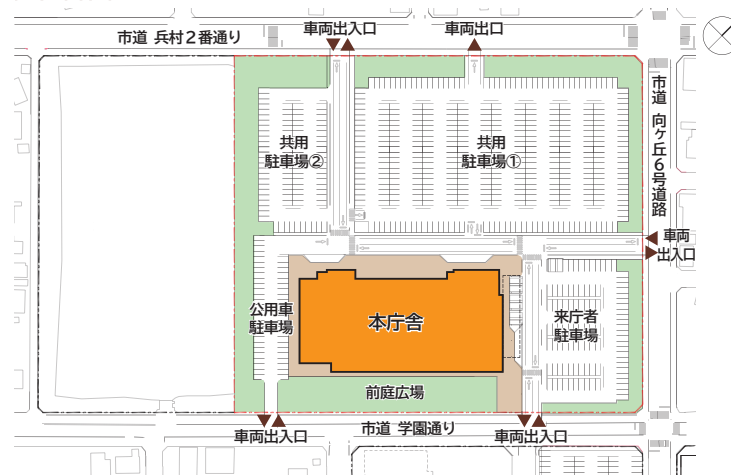 市道 兵村２番通り
車両出入口
車両出口
市道 向ヶ丘６号道路
共用
駐車場②
共用
駐車場①
車両
出入口
公用車
駐車場
本庁舎
来庁者
駐車場
前庭広場
車両出入口
市道 学園通り
車両出入口